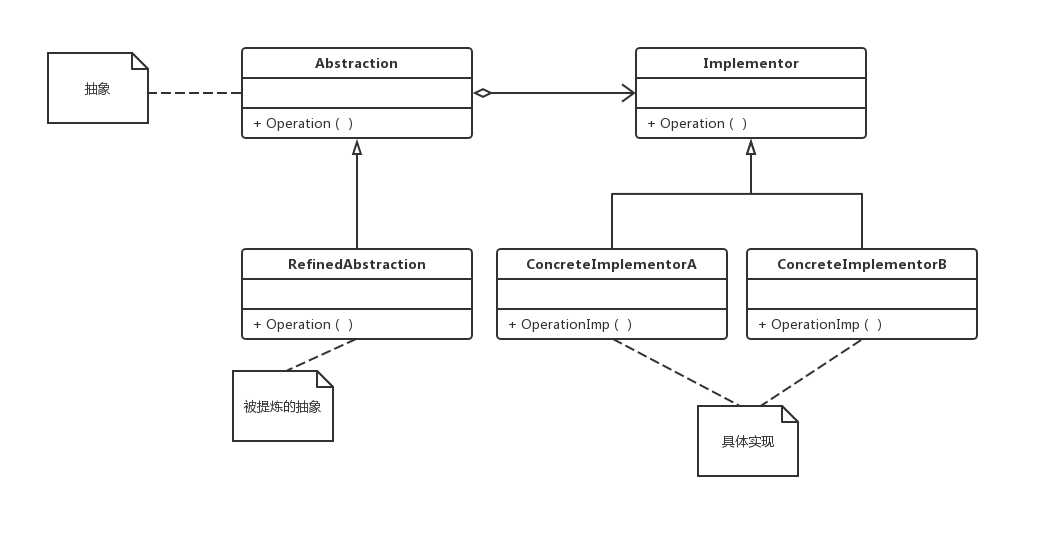 抽象
Abstraction
+ Operation (  )
Implementor
+ Operation (  )
RefinedAbstraction
+ Operation (  )
ConcreteImplementorA
+ OperationImp (  )
ConcreteImplementorB
+ OperationImp (  )
被提炼的抽象
具体实现